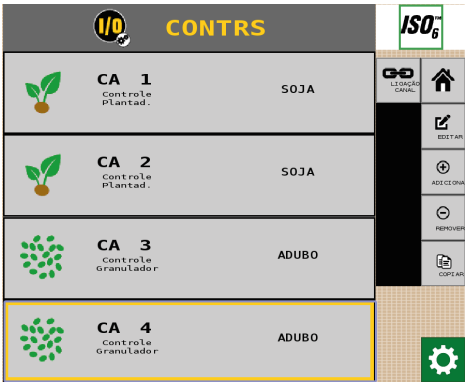 I/O CONTRS
ISO6™
CA 1
Controle
Plantad.
SOJA
CA 2
Controle
Plantad.
SOJA
CA 3
Controle
Granulador
ADUBO
CA 4
Controle
Granulador
ADUBO
LIGAÇÃO
CANAL
EDITAR
ADICIONA
REMOVER
COPIAR